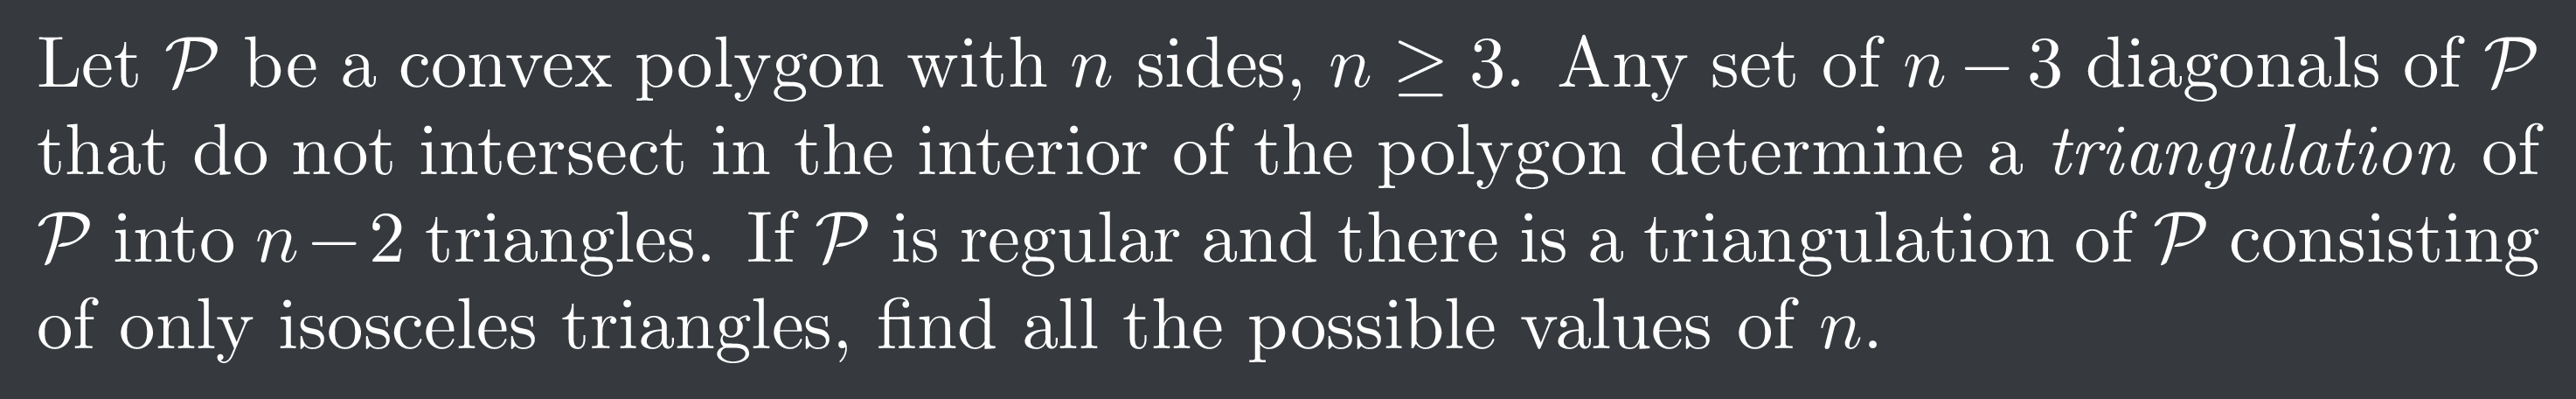 Let 𝒫 be a convex polygon with n sides, n ≥ 3. Any set of n − 3 diagonals of 𝒫
that do not intersect in the interior of the polygon determine a triangulation of
𝒫 into n − 2 triangles. If 𝒫 is regular and there is a triangulation of 𝒫 consisting
of only isosceles triangles, find all the possible values of n.